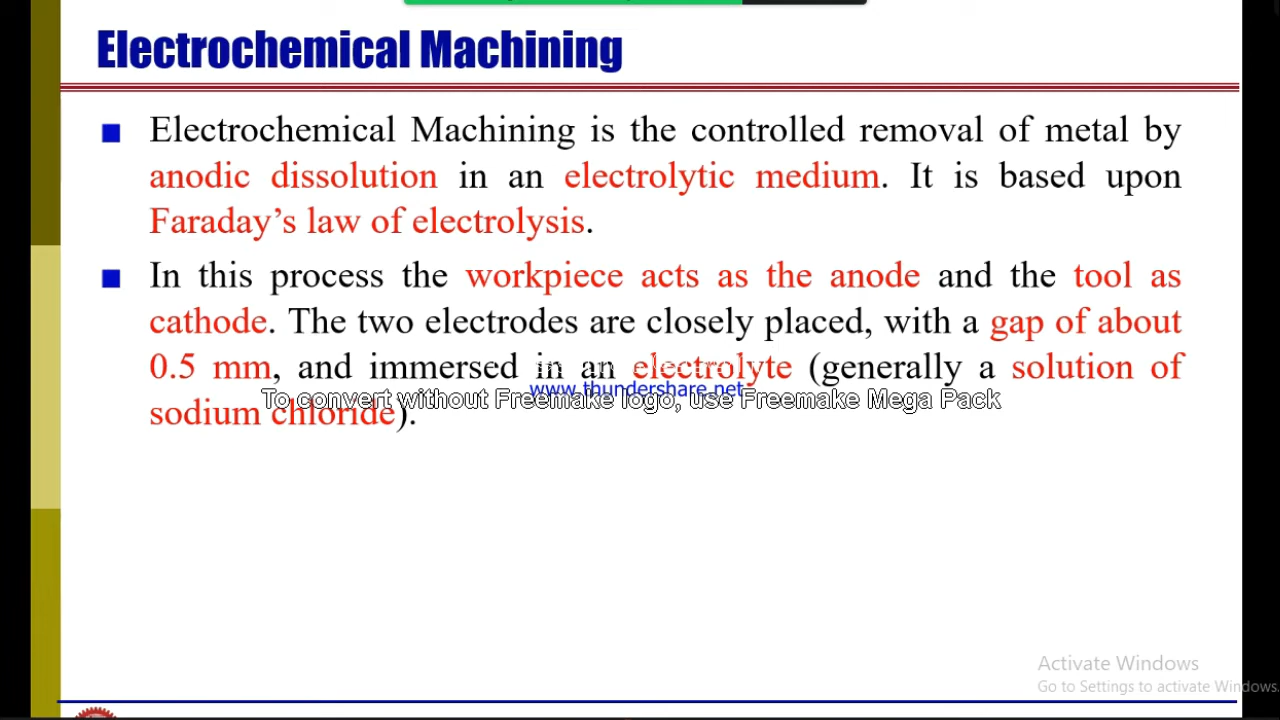 Electrochemical Machining
Electrochemical Machining is the controlled removal of metal by
anodic dissolution in an electrolytic medium. It is based upon
Faraday's law of electrolysis.
In this process the workpiece acts as the anode and the tool as
cathode. The two electrodes are closely placed, with a gap of about
0.5 mm, and immersed in an electrolyte (generally a solution of
www.thundershare.net
To convert without Freemake logo, use Freemake Mega Pack
sodium chloride).
Activate Windows
Go to Settings to activate Windows.